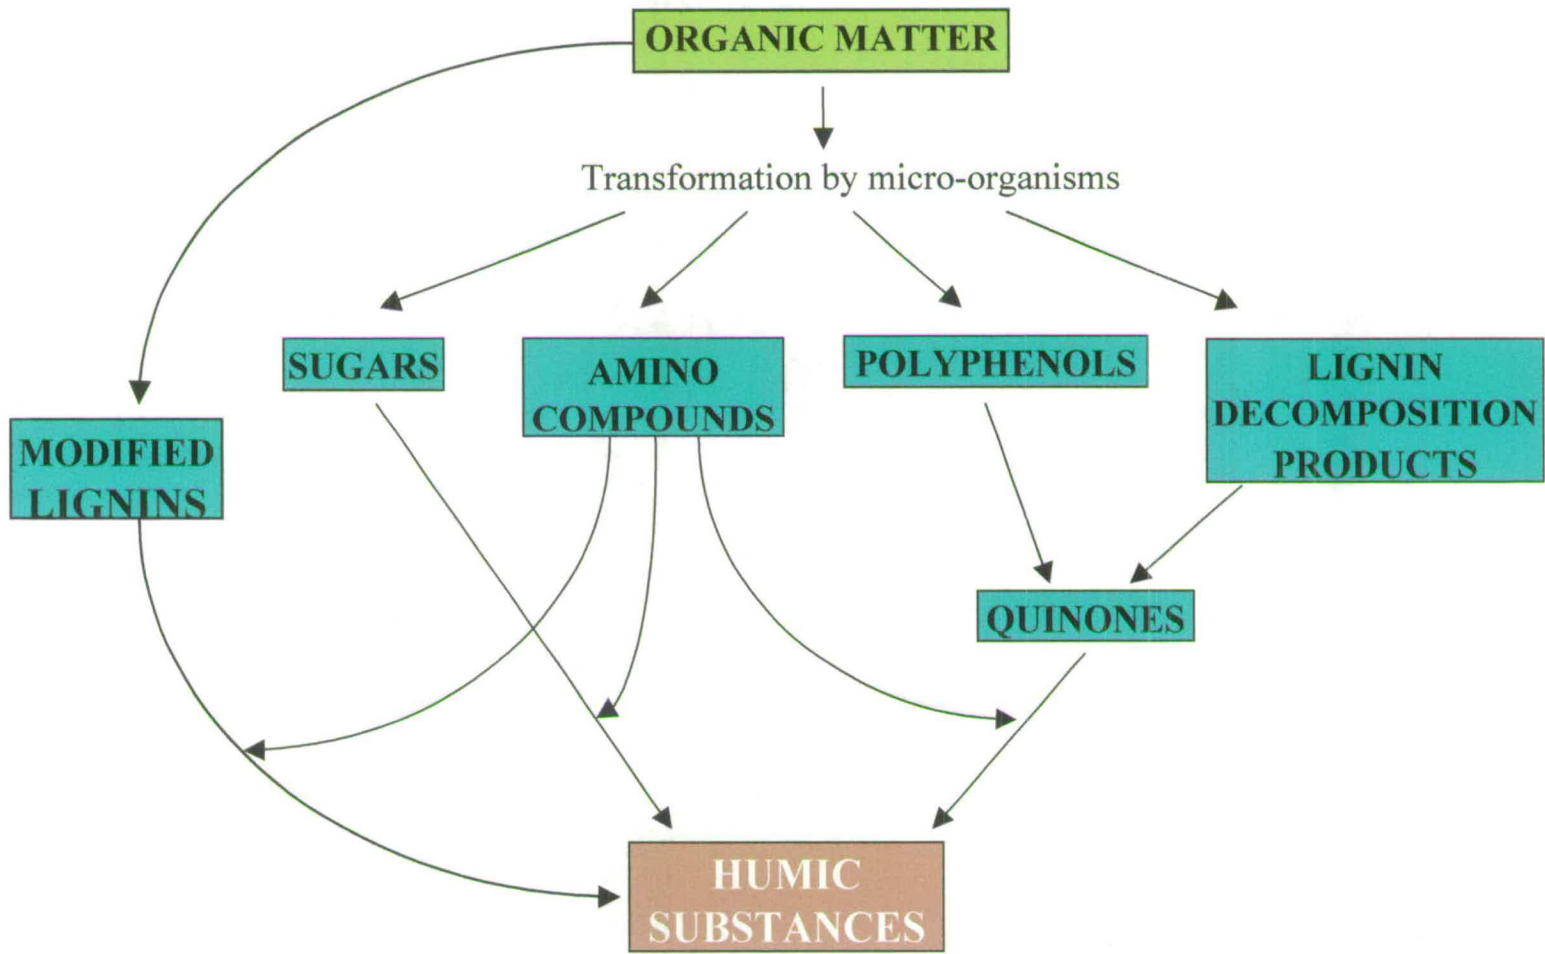 ORGANIC MATTER
Transformation by micro-organisms
SUGARS
AMINO
COMPOUNDS
POLYPHENOLS
LIGNIN
DECOMPOSITION
PRODUCTS
MODIFIED
LIGNINS
QUINONES
HUMIC
SUBSTANCES